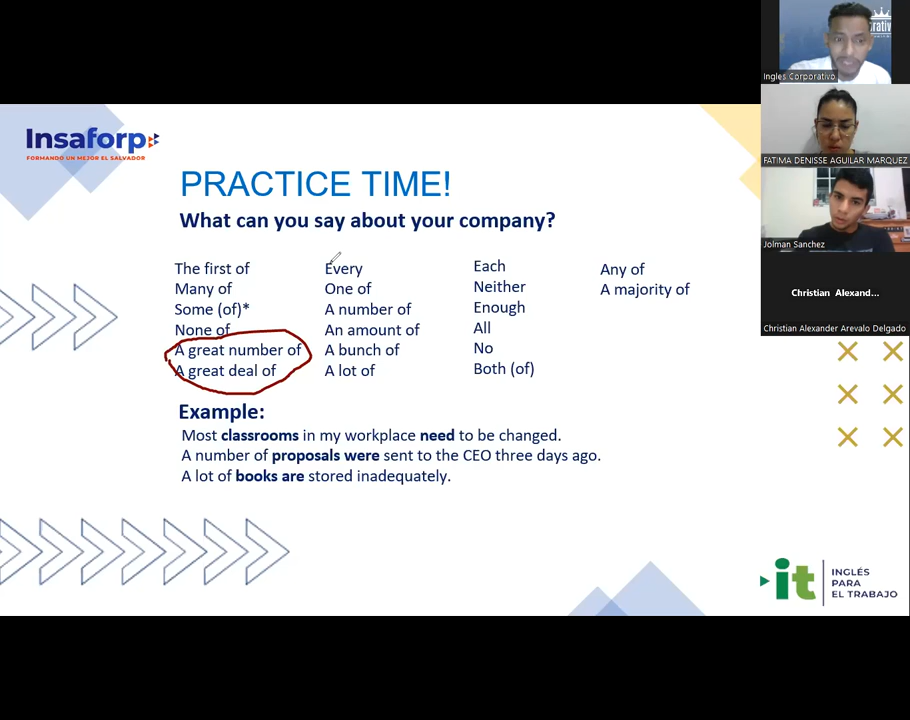 Insaforp
FORMANDO UN MEJOR EL SALVADOR
PRACTICE TIME!
What can you say about your company?
The first of
Many of
Some (of)*
None of
A great number of
A great deal of
Every
One of
A number of
An amount of
A bunch of
A lot of
Each
Neither
Enough
All
No
Both (of)
Any of
A majority of
Example:
Most classrooms in my workplace need to be changed.
A number of proposals were sent to the CEO three days ago.
A lot of books are stored inadequately.
it
INGLÉS
PARA
EL TRABAJO
Ingles Corporativo
FATIMA DENISSE AGUILAR MARQUEZ
Jolman Sanchez
Christian Alexand...
Christian Alexander Arevalo Delgado